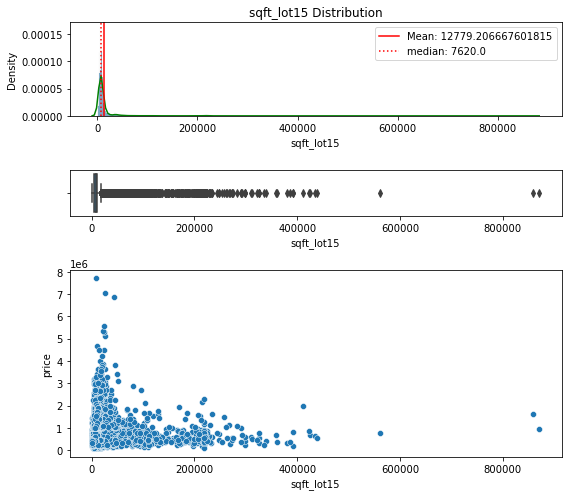 sqft_lot15 Distribution
Mean: 12779.206667601815
median: 7620.0
Density
0.00015
0.00010
0.00005
0.00000
0 200000 400000 600000 800000
sqft_lot15
0 200000 400000 600000 800000
sqft_lot15
1e6
price
8
7
6
5
4
3
2
1
0
0 200000 400000 600000 800000
sqft_lot15